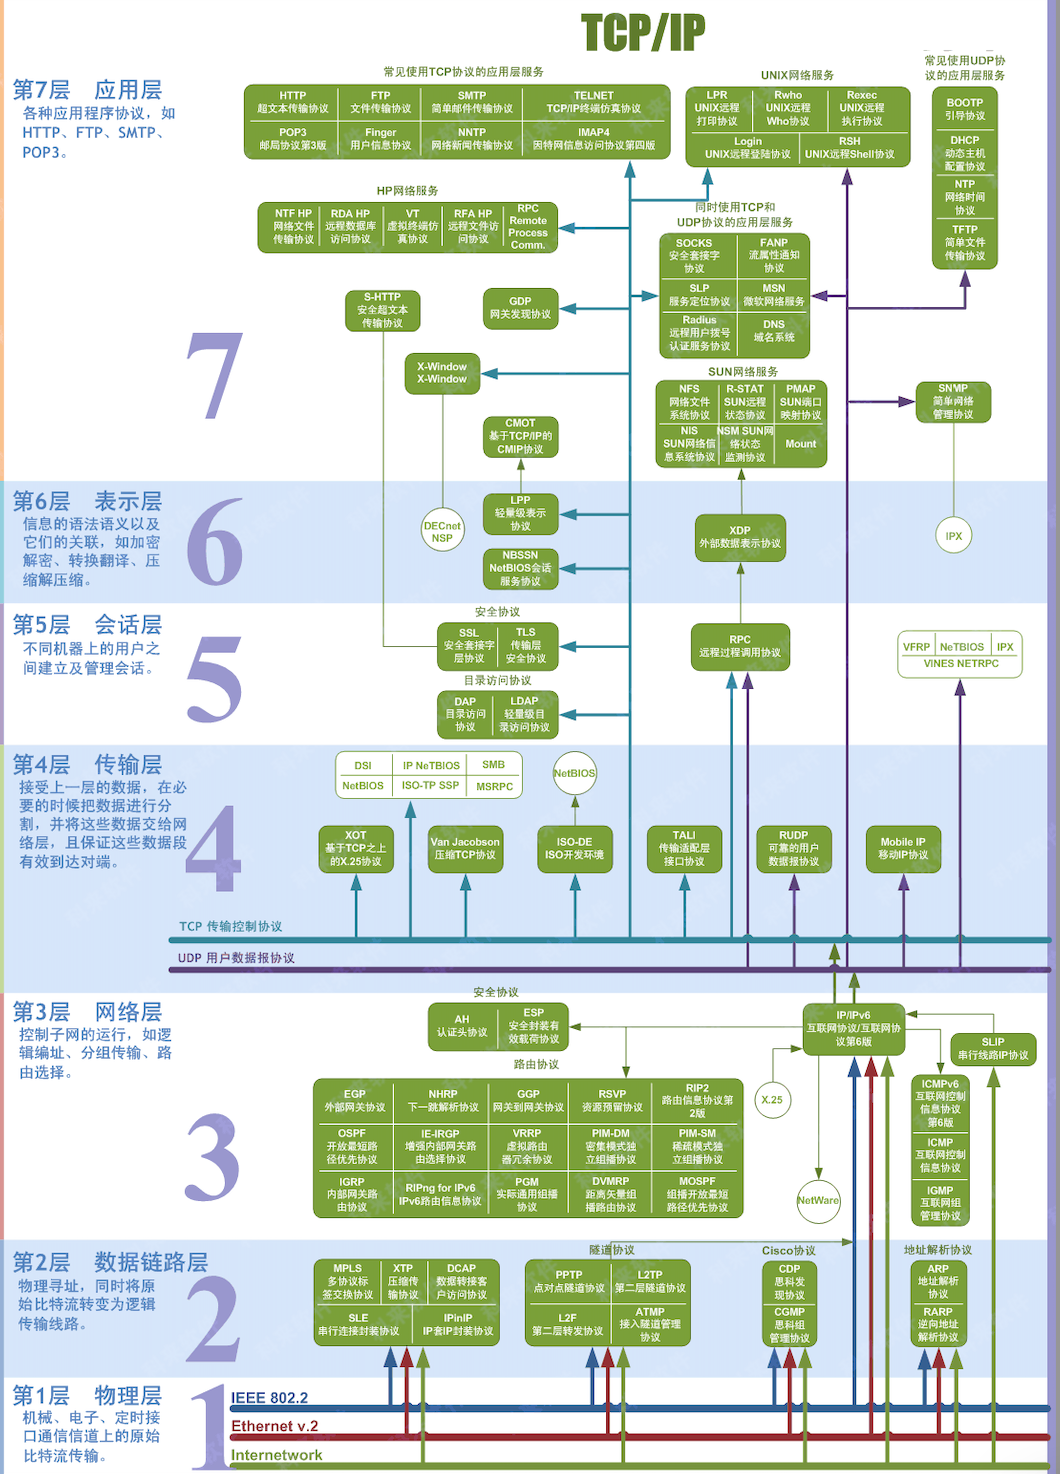 TCP/IP
第7层 应用层
各种应用程序协议，如
HTTP、FTP、SMTP、
POP3。
7
常见使用TCP协议的应用层服务
HTTP
超文本传输协议
FTP
文件传输协议
SMTP
简单邮件传输协议
TELNET
TCP/IP终端仿真协议
POP3
邮局协议第3版
Finger
用户信息协议
NNTP
网络新闻传输协议
IMAP4
因特网信息访问协议第四版
UNIX网络服务
LPR
UNIX远程
打印协议
Rwho
UNIX远程
Who协议
Rexec
UNIX远程
执行协议
Login
UNIX远程登陆协议
RSH
UNIX远程Shell协议
常见使用UDP协
议的应用层服务
BOOTP
引导协议
DHCP
动态主机
配置协议
NTP
网络时间
协议
TFTP
简单文件
传输协议
HP网络服务
NTF HP
网络文件
传输协议
RDA HP
远程数据库
访问协议
VT
虚拟终端仿
真协议
RFA HP
远程文件访
问协议
RPC
Remote
Process
Comm.
同时使用TCP和
UDP协议的应用层服务
SOCKS
安全套接字
协议
FANP
流属性通知
协议
SLP
服务定位协议
MSN
微软网络服务
Radius
远程用户拨号
认证服务协议
DNS
域名系统
S-HTTP
安全超文本
传输协议
GDP
网关发现协议
X-Window
X-Window
CMOT
基于TCP/IP的
CMIP协议
SUN网络服务
NFS
网络文件
系统协议
R-STAT
SUN远程
状态协议
PMAP
SUN端口
映射协议
NIS
SUN网络信
息系统协议
NSM SUN网
络状态
监测协议
Mount
SNMP
简单网络
管理协议
第6层 表示层
信息的语法语义以及
它们的关联，如加密
解密、转换翻译、压
缩解压缩。
6
DECnet
NSP
LPP
轻量级表示
协议
NBSSN
NetBIOS会话
服务协议
XDP
外部数据表示协议
IPX
第5层 会话层
不同机器上的用户之
间建立及管理会话。
5
安全协议
SSL
安全套接字
层协议
TLS
传输层
安全协议
目录访问协议
DAP
目录访问
协议
LDAP
轻量级目
录访问协议
RPC
远程过程调用协议
VFRP
NeTBIOS
IPX
VINES NETRPC
第4层 传输层
接受上一层的数据，在必
要的时候把数据进行分
割，并将这些数据交给网
络层，且保证这些数据段
有效到达对端。
4
DSI
IP NeTBIOS
SMB
NetBIOS
ISO-TP SSP
MSRPC
NetBIOS
XOT
基于TCP之上
的X.25协议
Van Jacobson
压缩TCP协议
ISO-DE
ISO开发环境
TALI
传输适配层
接口协议
RUDP
可靠的用户
数据报协议
Mobile IP
移动IP协议
TCP 传输控制协议
UDP 用户数据报协议
第3层 网络层
控制子网的运行，如逻
辑编址、分组传输、路
由选择。
3
安全协议
AH
认证头协议
ESP
安全封装有
效载荷协议
IP/IPv6
互联网协议/互联网协
议第6版
SLIP
串行线路IP协议
路由协议
EGP
外部网关协议
NHRP
下一跳解析协议
GGP
网关到网关协议
RSVP
资源预留协议
RIP2
路由信息协议第
2版
OSPF
开放最短路
径优先协议
IE-IRGP
增强内部网关路
由选择协议
VRRP
虚拟路由
器冗余协议
PIM-DM
密集模式独
立组播协议
PIM-SM
稀疏模式独
立组播协议
IGRP
内部网关路
由协议
RIPng for IPv6
IPv6路由信息协议
PGM
实际通用组播
协议
DVMRP
距离矢量组
播路由协议
MOSPF
组播开放最短
路径优先协议
X.25
NetWare
ICMPv6
互联网控制
信息协议
第6版
ICMP
互联网控制
信息协议
IGMP
互联网组
管理协议
第2层 数据链路层
物理寻址，同时将原
始比特流转变为逻辑
传输线路。
2
MPLS
多协议标
签交换协议
XTP
压缩传
输协议
DCAP
数据转接客
户访问协议
SLE
串行连接封装协议
IPinIP
IP套IP封装协议
隧道协议
PPTP
点对点隧道协议
L2TP
第二层隧道协议
L2F
第二层转发协议
ATMP
接入隧道管理
协议
Cisco协议
CDP
思科发
现协议
CGMP
思科组
管理协议
地址解析协议
ARP
地址解析
协议
RARP
逆向地址
解析协议
第1层 物理层
机械、电子、定时接
口通信信道上的原始
比特流传输。
1
IEEE 802.2
Ethernet v.2
Internetwork